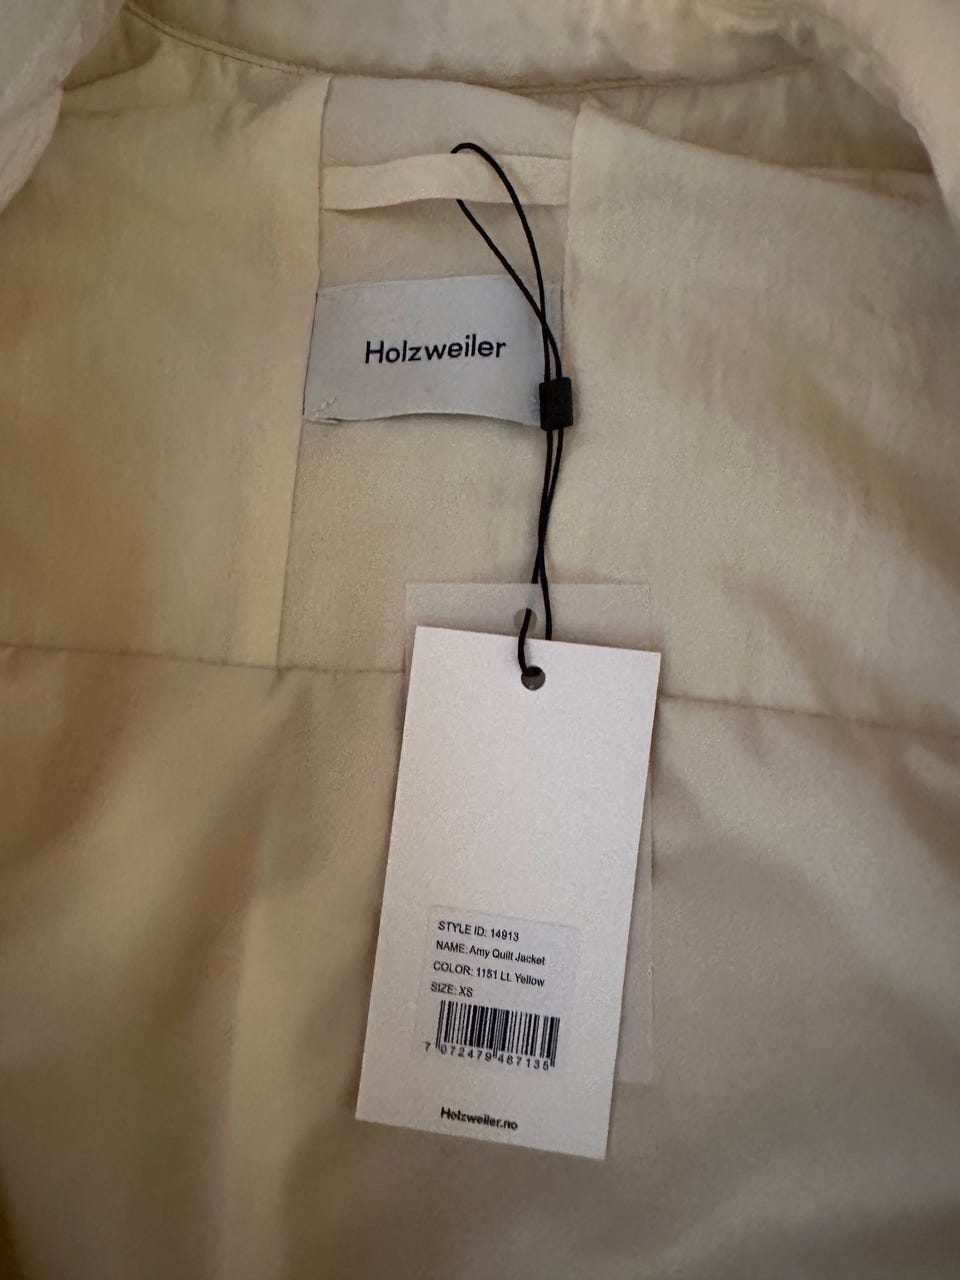 Holzweiler
STYLE ID: 14913
NAME: Amy Quilt Jacket
COLOR: 1151 Lt. Yellow
SIZE: XS
7 072479 467135
Holzweiler.no